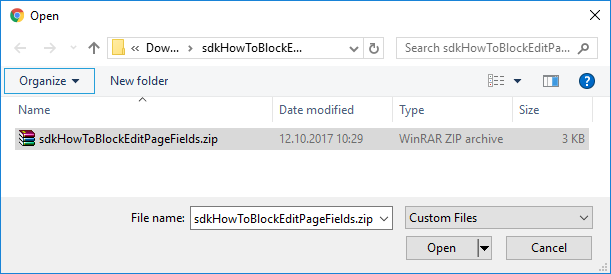 Open
« Dow... › sdkHowToBlockE... Search sdkHowToBlockEditPa...
Organize New folder ?
Name Date modified Type Size
sdkHowToBlockEditPageFields.zip 12.10.2017 10:29 WinRAR ZIP archive 3 KB
File name: sdkHowToBlockEditPageFields.zip Custom Files
Open Cancel